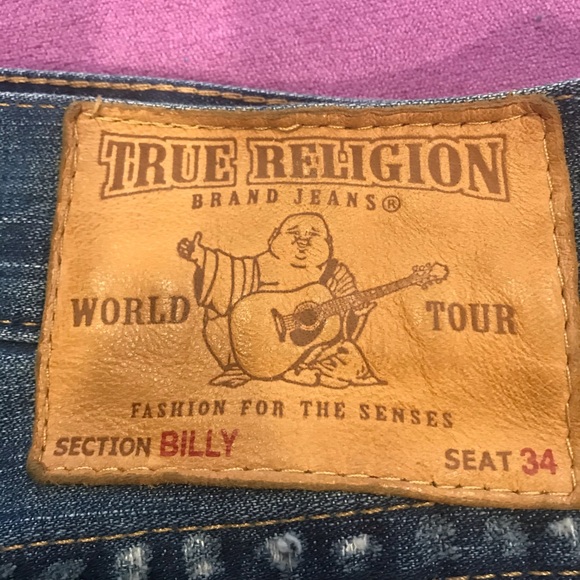 TRUE RELIGION
BRAND JEANS®
WORLD TOUR
FASHION FOR THE SENSES
SECTION BILLY SEAT 34